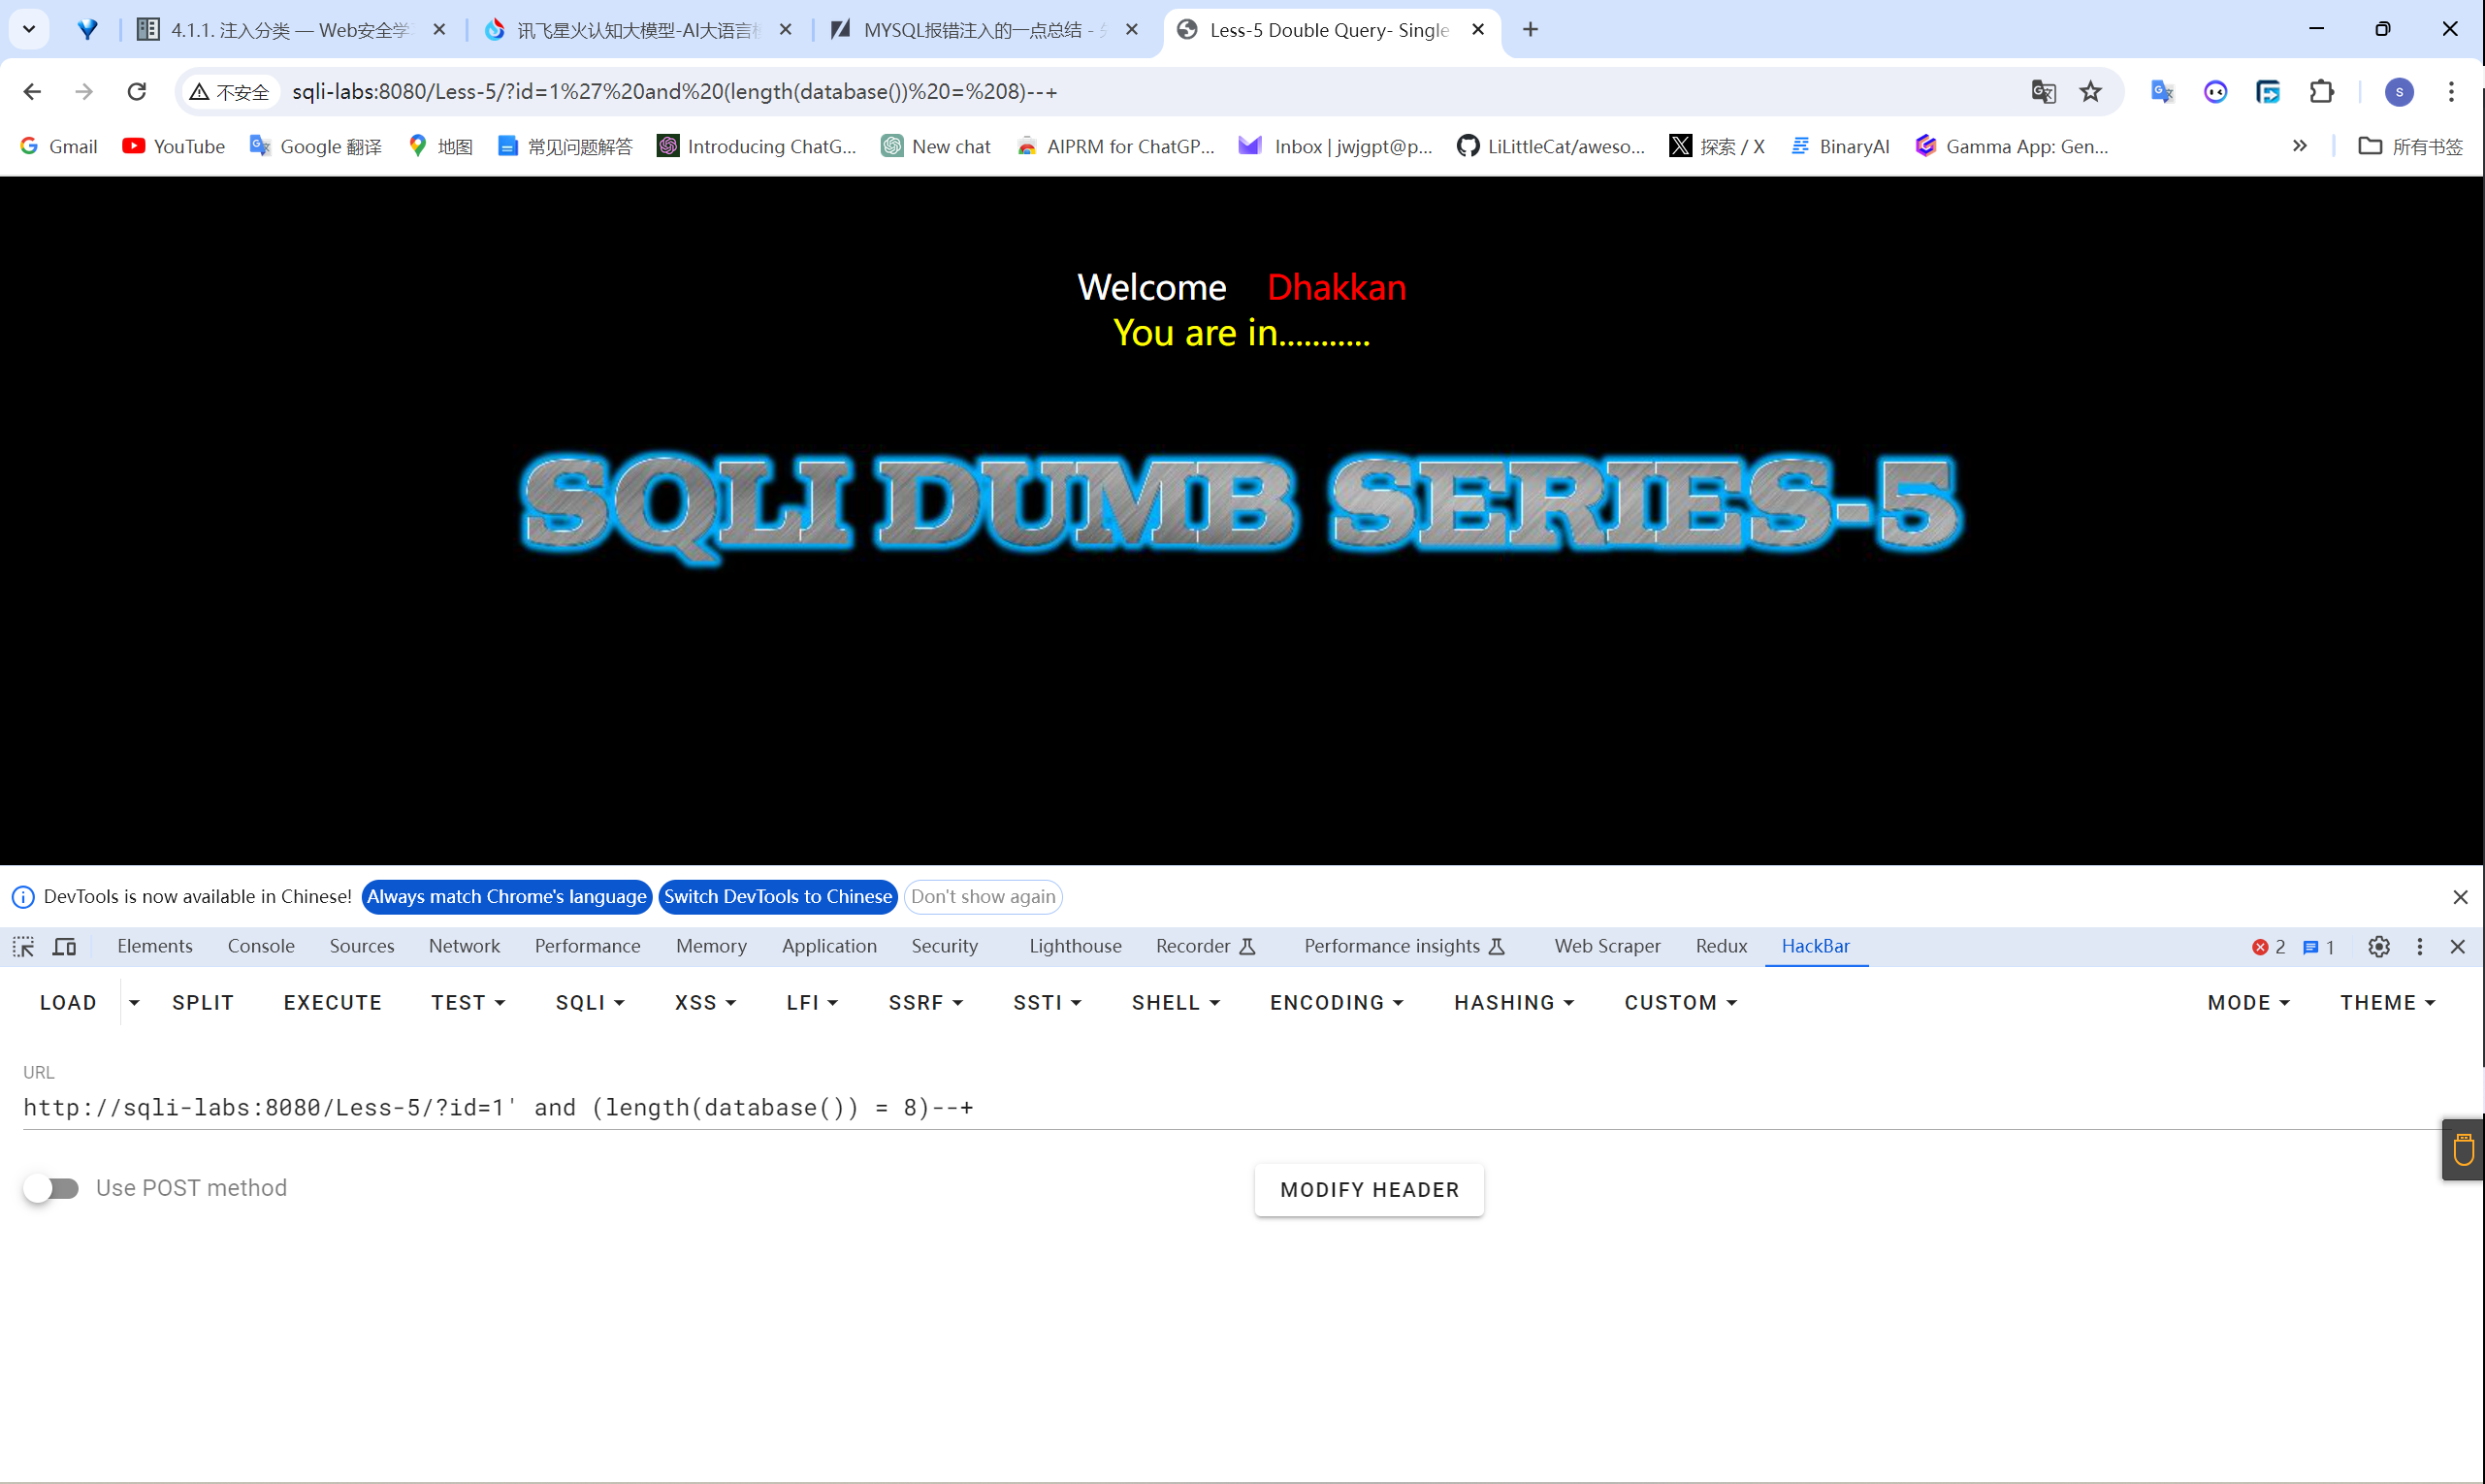 4.1.1. 注入分类 — Web安全学
讯飞星火认知大模型-AI大语言
MYSQL报错注入的一点总结 -
Less-5 Double Query- Single
不安全
sqli-labs:8080/Less-5/?id=1%27%20and%20(length(database())%20=%208)--+
S
Gmail
YouTube
Google 翻译
地图
常见问题解答
Introducing ChatG...
New chat
AIPRM for ChatGP...
Inbox | jwjgpt@p...
LiLittleCat/aweso...
探索 / X
BinaryAI
Gamma App: Gen...
»
所有书签
Welcome Dhakkan
You are in...........
SQLI DUMB SERIES-5
DevTools is now available in Chinese! Always match Chrome's language Switch DevTools to Chinese Don't show again
Elements Console Sources Network Performance Memory Application Security Lighthouse Recorder Performance insights Web Scraper Redux HackBar 2 1
LOAD SPLIT EXECUTE TEST SQLI XSS LFI SSRF SSTI SHELL ENCODING HASHING CUSTOM MODE THEME
URL
http://sqli-labs:8080/Less-5/?id=1' and (length(database()) = 8)--+
Use POST method
MODIFY HEADER